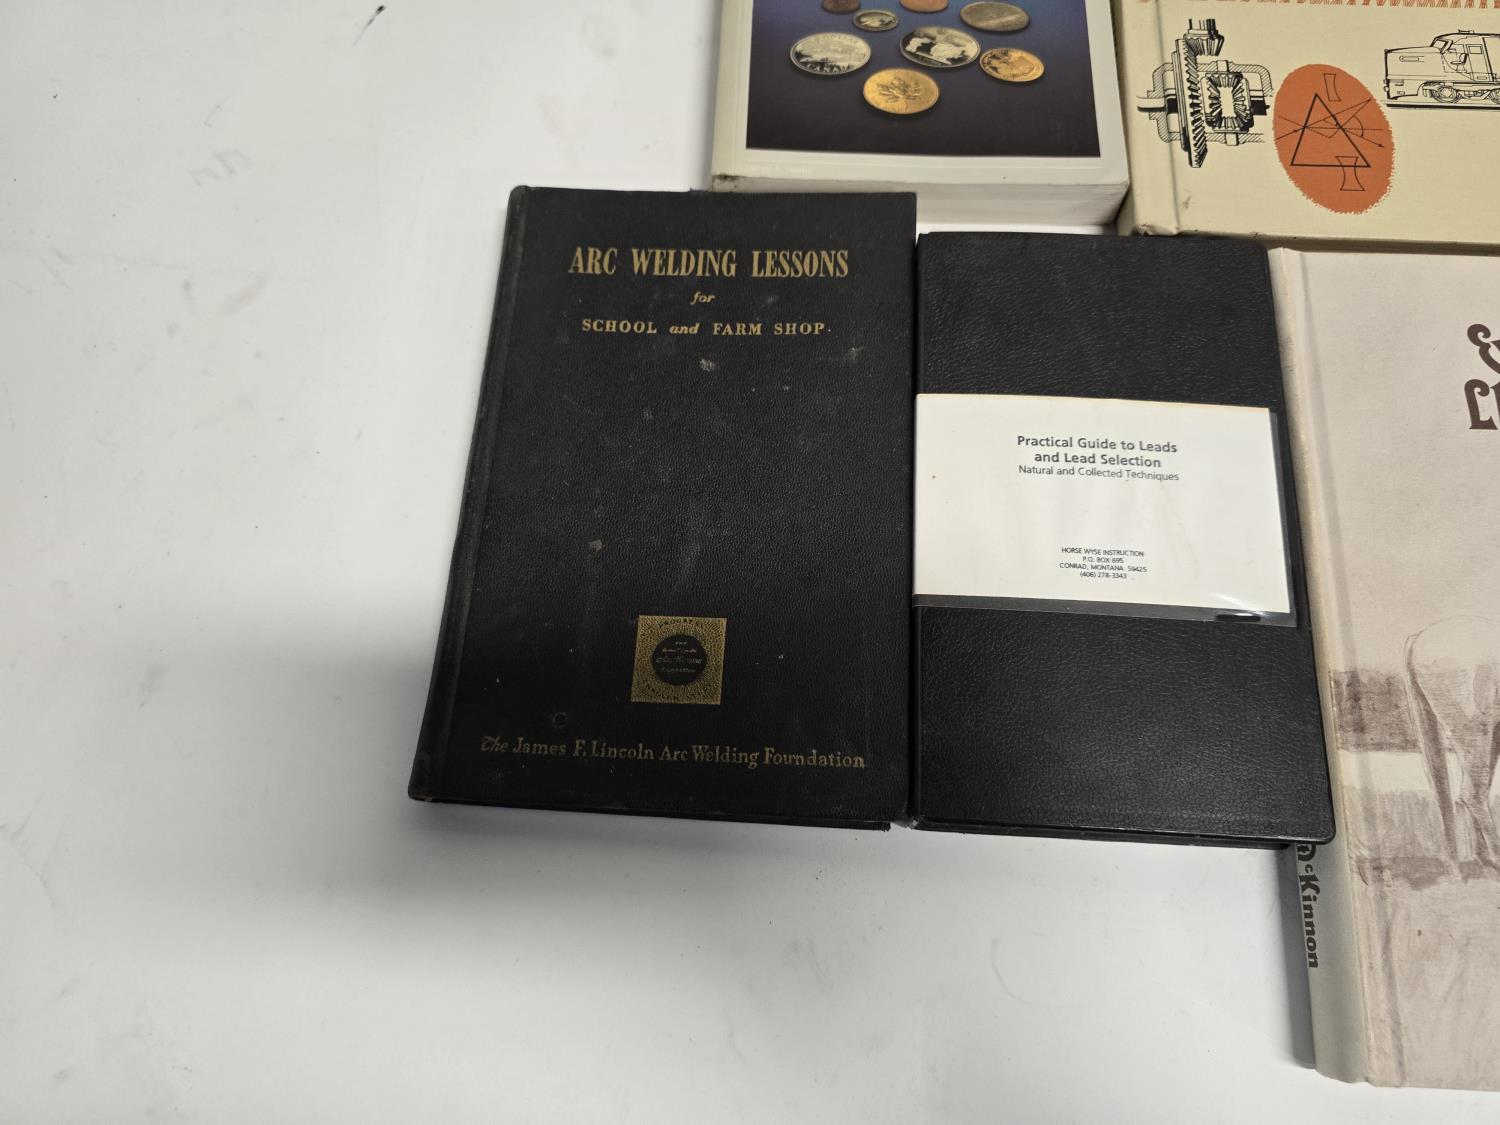 ARC WELDING LESSONS
for
SCHOOL and FARM SHOP
The James F. Lincoln Arc Welding Foundation
Practical Guide to Leads
and Lead Selection
Natural and Collected Techniques
HORSE WYSE INSTRUCTION
P.O. BOX 695
CONRAD, MONTANA 59425
(406) 278-3343
McKinnon
CANADA